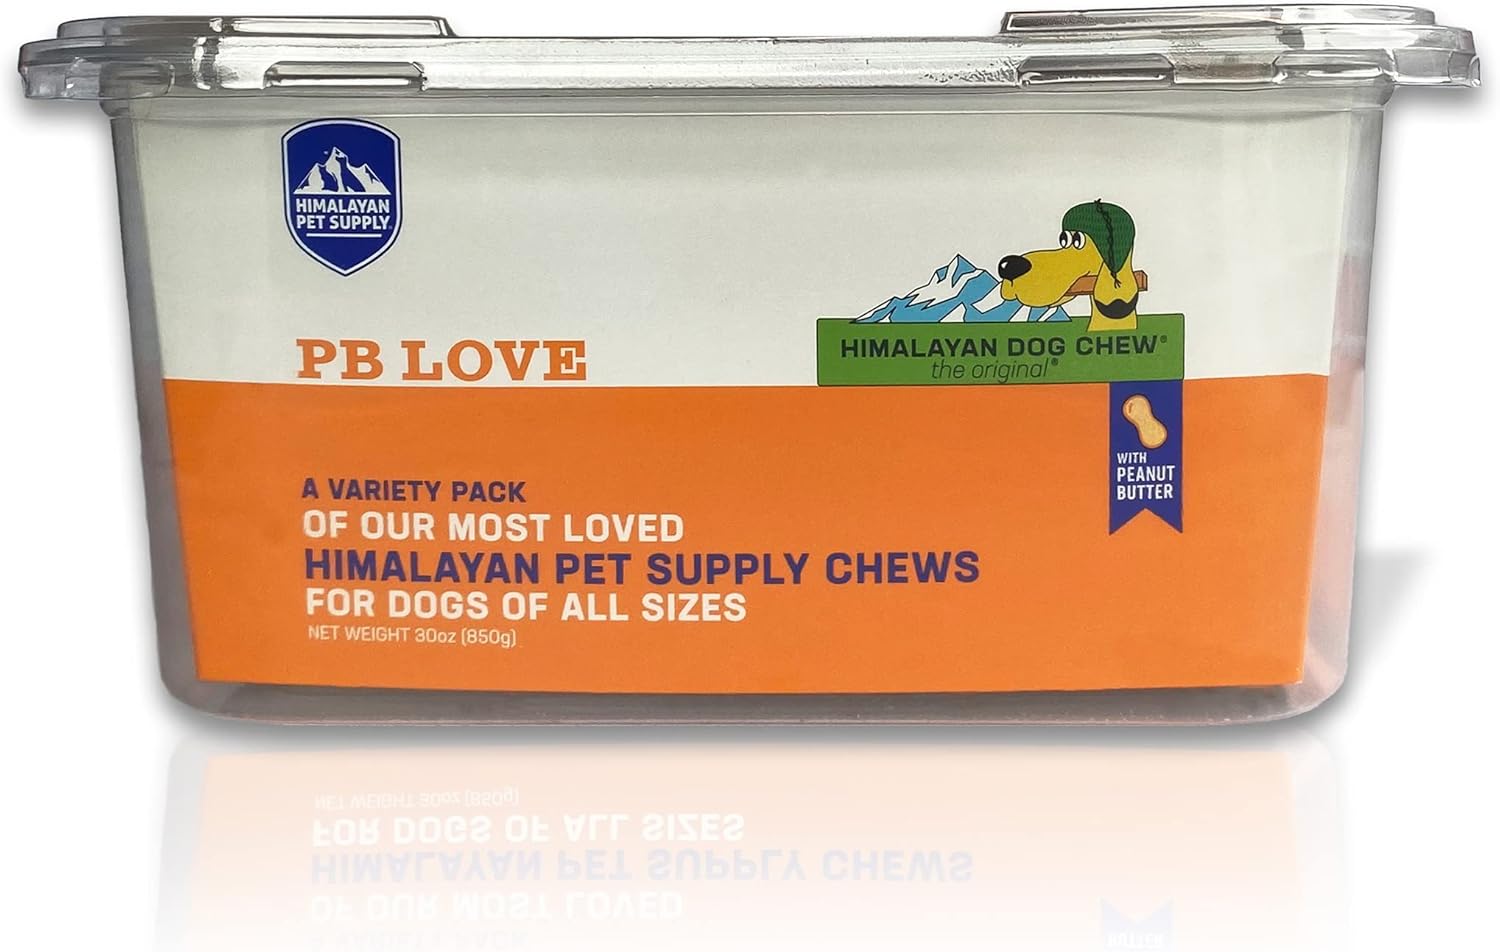 HIMALAYAN
PET SUPPLY®
PB LOVE
HIMALAYAN DOG CHEW®
the original®
WITH
PEANUT
BUTTER
A VARIETY PACK
OF OUR MOST LOVED
HIMALAYAN PET SUPPLY CHEWS
FOR DOGS OF ALL SIZES
NET WEIGHT 30oz (850g)